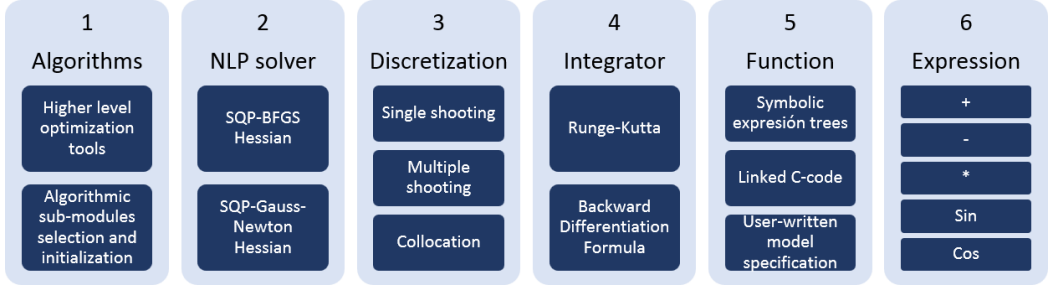 1
Algorithms
Higher level
optimization
tools
Algorithmic
sub-modules
selection and
initialization
2
NLP solver
SQP-BFGS
Hessian
SQP-Gauss-
Newton
Hessian
3
Discretization
Single shooting
Multiple
shooting
Collocation
4
Integrator
Runge-Kutta
Backward
Differentiation
Formula
5
Function
Symbolic
expresión trees
Linked C-code
User-written
model
specification
6
Expression
+
-
*
Sin
Cos